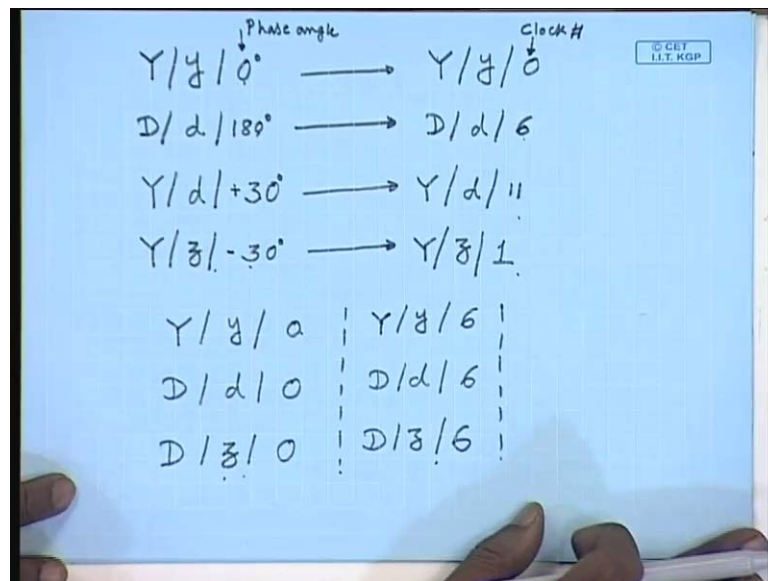 Phase angle Clock #
Y/y/0° → Y/y/0
© CET
I.I.T. KGP
D/d/180° → D/d/6
Y/d/+30° → Y/d/11
Y/z/-30° → Y/z/1
Y/y/0 Y/y/6
D/d/0 D/d/6
D/z/0 D/z/6